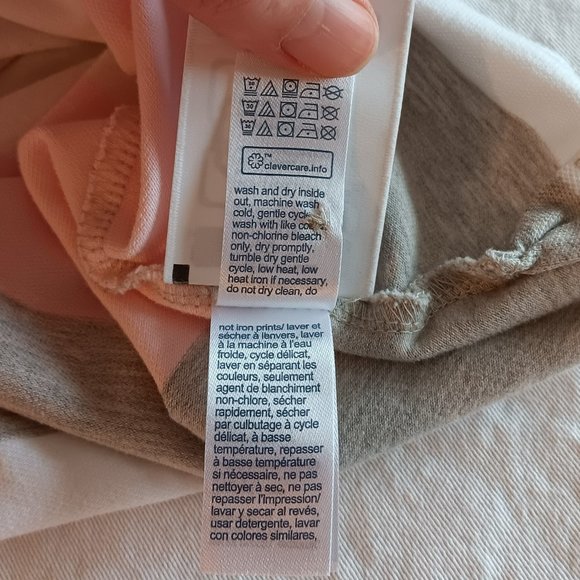 ™
clevercare.info
wash and dry inside
out, machine wash
cold, gentle cycle
wash with like
non-chlorine bleach
only, dry promptly,
tumble dry gentle
cycle, low heat, low
heat iron if necessary,
do not dry clean, do
not iron prints/ laver et
sécher à lenvers, laver
à la machine à l'eau
froide, cycle délicat,
laver en séparant les
couleurs, seulement
agent de blanchiment
non-chlore, sécher
rapidement, sécher
par culbutage à cycle
délicat, à basse
température, repasser
à basse température
si nécessaire, ne pas
nettoyer à sec, ne pas
repasser l'impression/
lavar y secar al revés,
usar detergente, lavar
con colores similares,